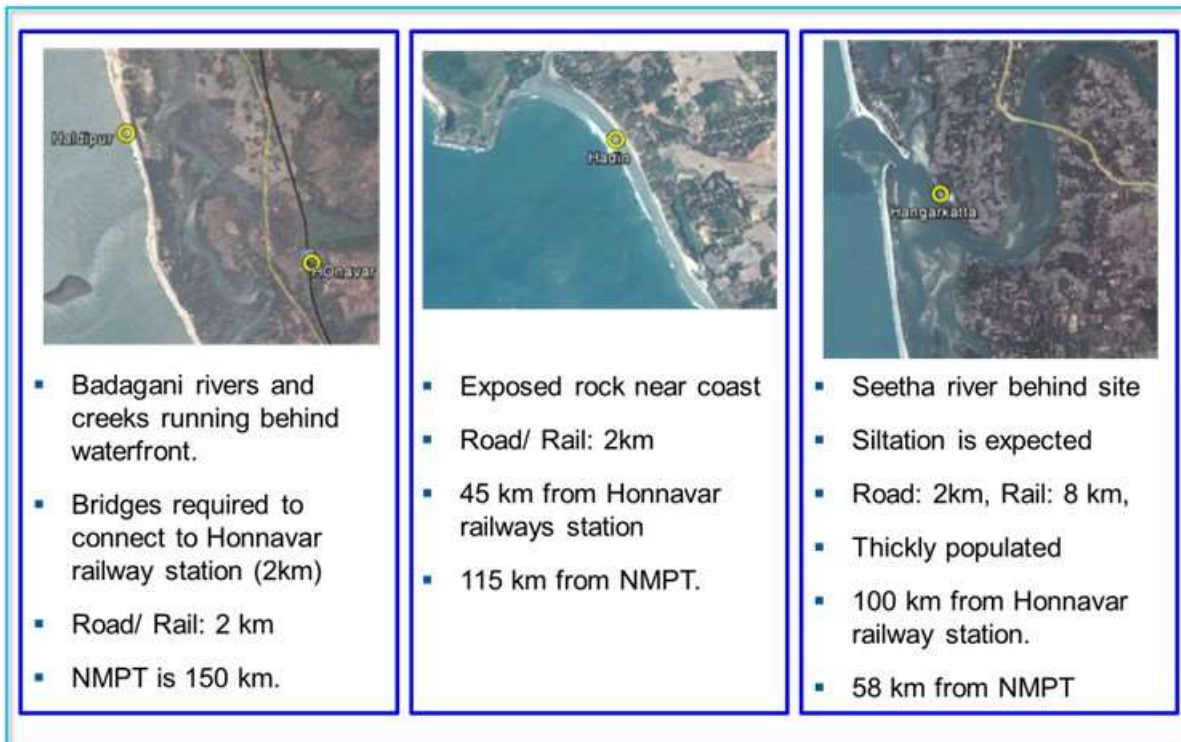 Haldipur
HOnavar
▪ Badagani rivers and
creeks running behind
waterfront.
▪ Bridges required to
connect to Honnavar
railway station (2km)
▪ Road/ Rail: 2 km
▪ NMPT is 150 km.
Hadin
▪ Exposed rock near coast
▪ Road/ Rail: 2km
▪ 45 km from Honnavar
railways station
▪ 115 km from NMPT.
Hangarkatta
▪ Seetha river behind site
▪ Siltation is expected
▪ Road: 2km, Rail: 8 km,
▪ Thickly populated
▪ 100 km from Honnavar
railway station.
▪ 58 km from NMPT